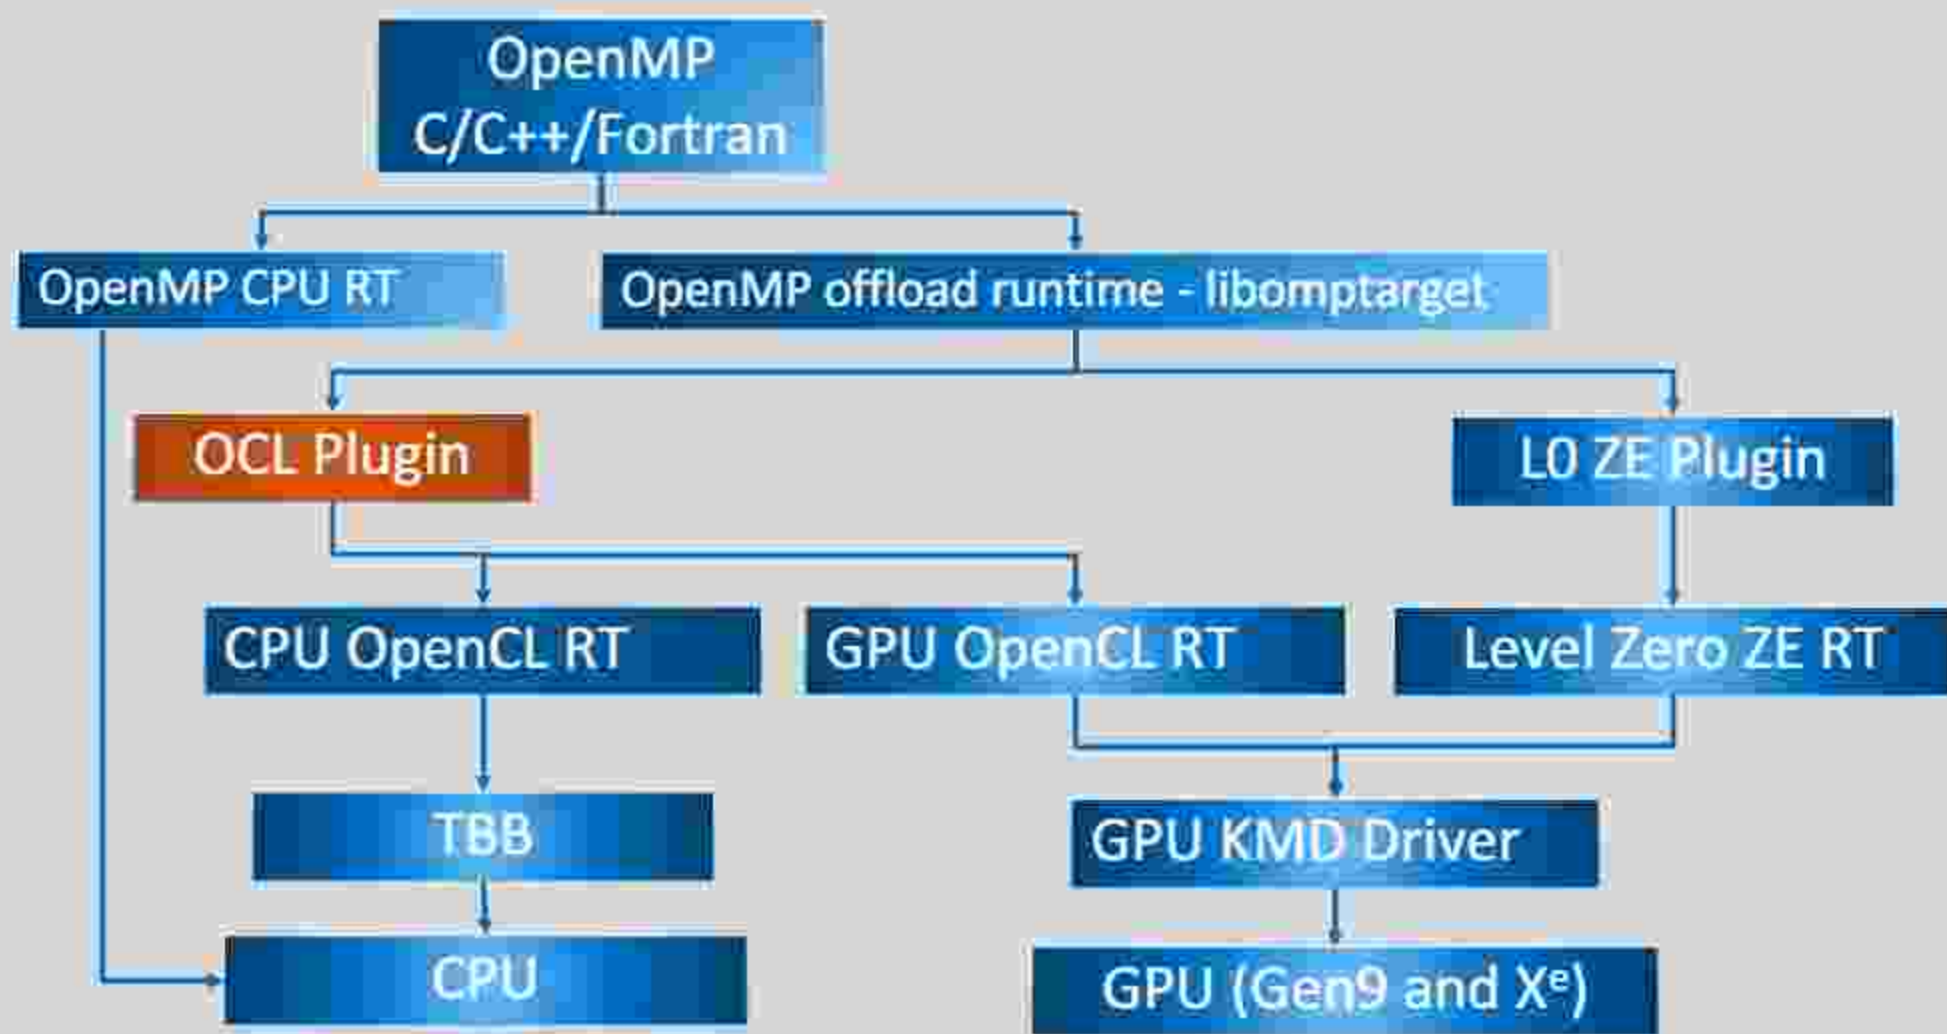 OpenMP
C/C++/Fortran
OpenMP CPU RT
OpenMP offload runtime - libomptarget
OCL Plugin
L0 ZE Plugin
CPU OpenCL RT
GPU OpenCL RT
Level Zero ZE RT
TBB
GPU KMD Driver
CPU
GPU (Gen9 and Xᵉ)